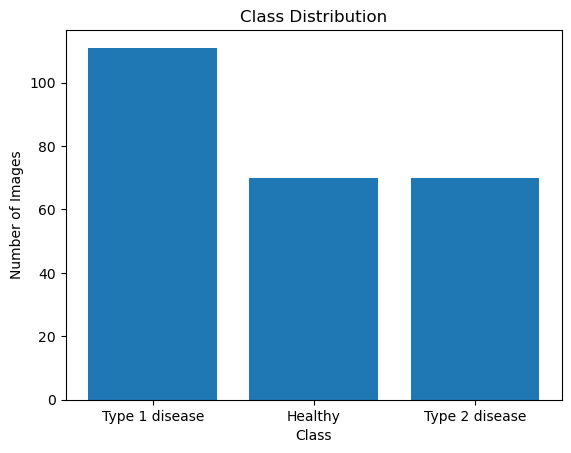 Class Distribution
Number of Images
100
80
60
40
20
0
Type 1 disease Healthy Type 2 disease
Class